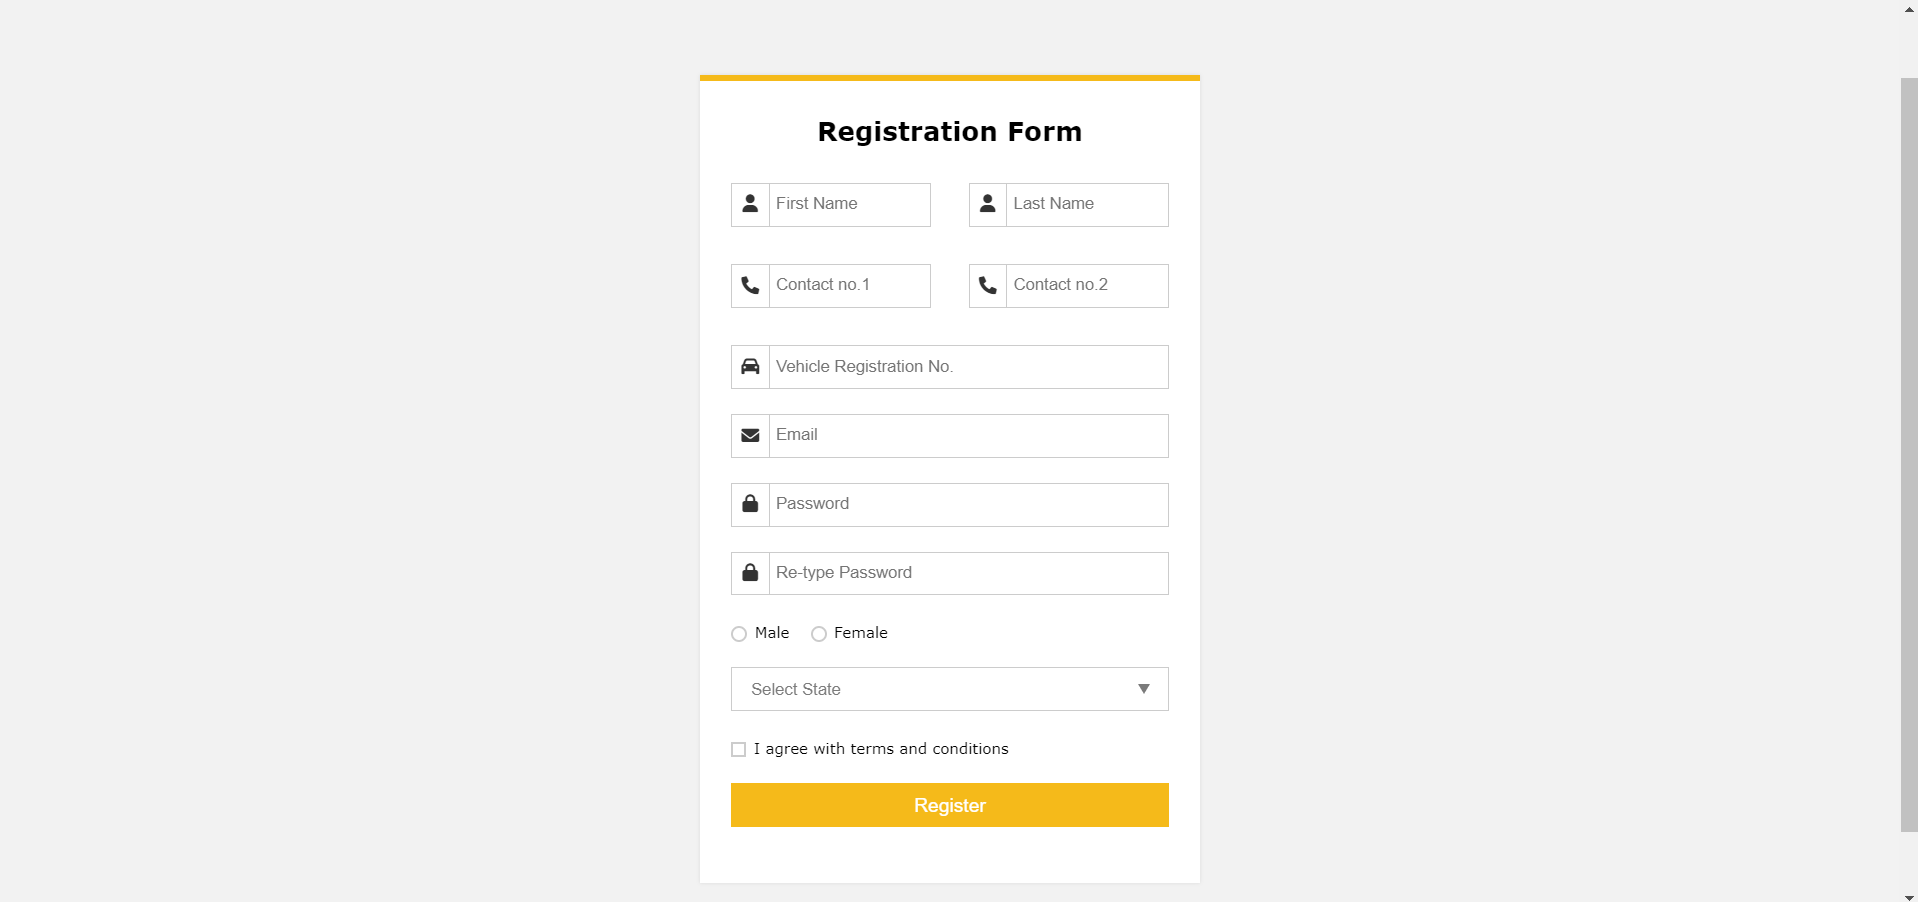 Registration Form
First Name Last Name
Contact no.1 Contact no.2
Vehicle Registration No.
Email
Password
Re-type Password
Male Female
Select State
I agree with terms and conditions
Register